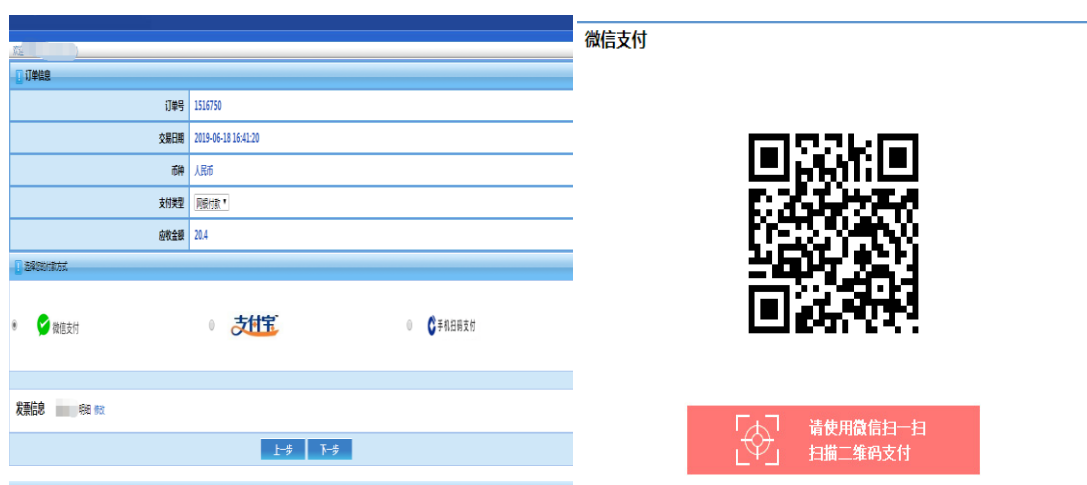 订单信息
订单号 1516750
交易日期 2019-06-18 16:41:20
币种 人民币
支付类型 网银付款
应收金额 20.4
选择您的付款方式
微信支付 支付宝 手机扫码支付
发票信息 明细 修改
上一步 下一步
微信支付
请使用微信扫一扫
扫描二维码支付